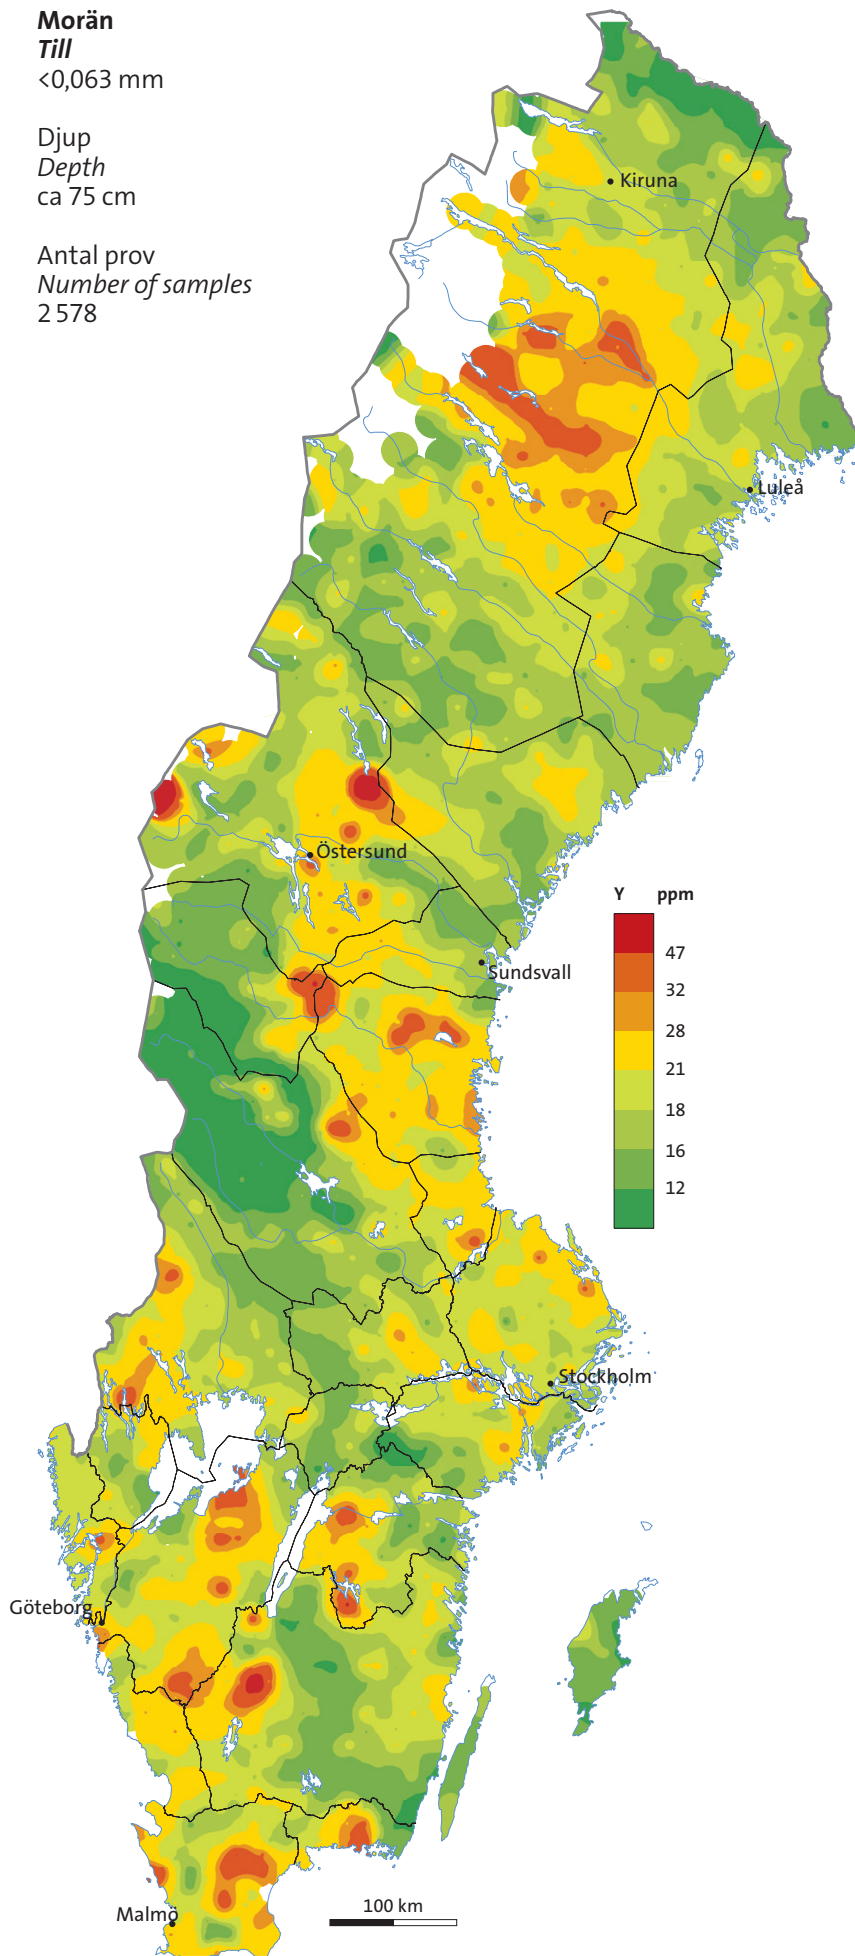 Morän
Till
<0,063 mm
Djup
Depth
ca 75 cm
Antal prov
Number of samples
2 578
Kiruna
Luleå
Östersund
Sundsvall
Y ppm
47
32
28
21
18
16
12
Stockholm
Göteborg
Malmö
100 km